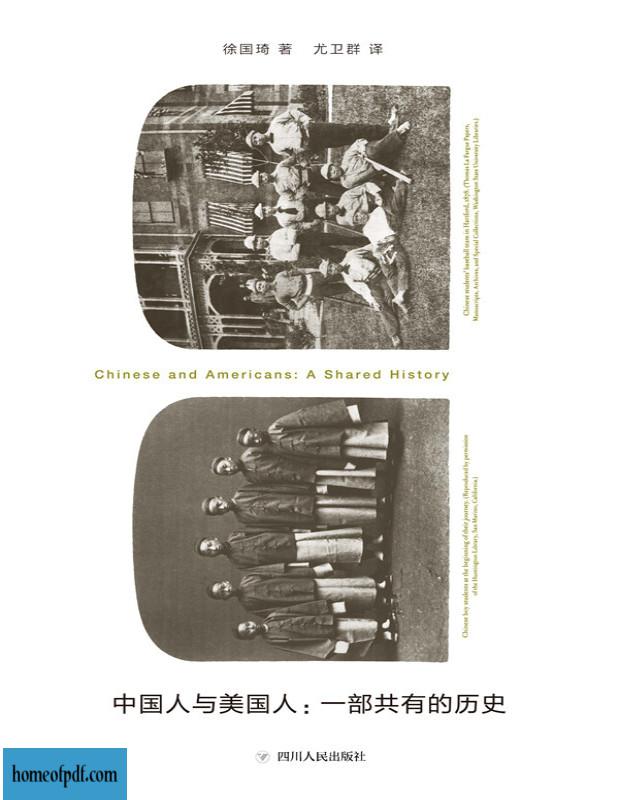 徐国琦 著 尤卫群 译
Chinese students' baseball team in Hartford, 1878. (Thomas La Fargue Papers,
Manuscripts, Archives, and Special Collections, Washington State University Libraries.)
Chinese and Americans: A Shared History
Chinese boy students at the beginning of their journey. (Reproduced by permission
of the Huntington Library, San Marino, California.)
中国人与美国人：一部共有的历史
四川人民出版社
homeofpdf.com